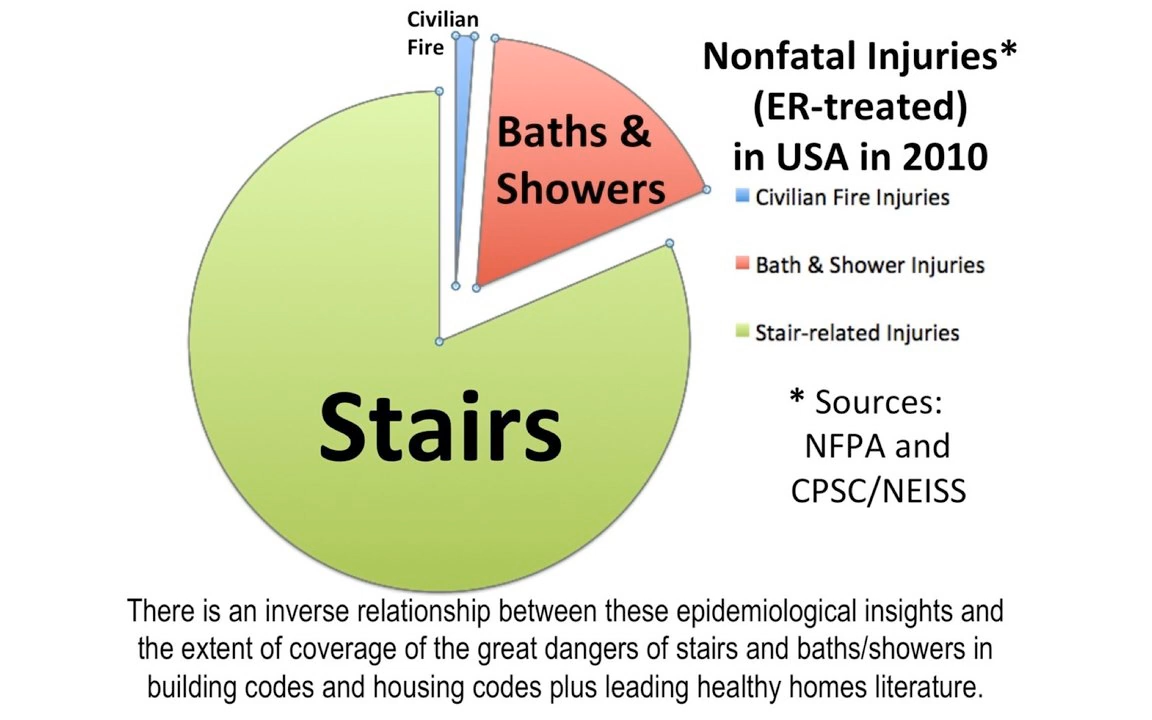 Civilian
Fire
Nonfatal Injuries*
(ER-treated)
in USA in 2010
Baths &
Showers
Civilian Fire Injuries
Bath & Shower Injuries
Stair-related Injuries
Stairs
* Sources:
NFPA and
CPSC/NEISS
There is an inverse relationship between these epidemiological insights and
the extent of coverage of the great dangers of stairs and baths/showers in
building codes and housing codes plus leading healthy homes literature.